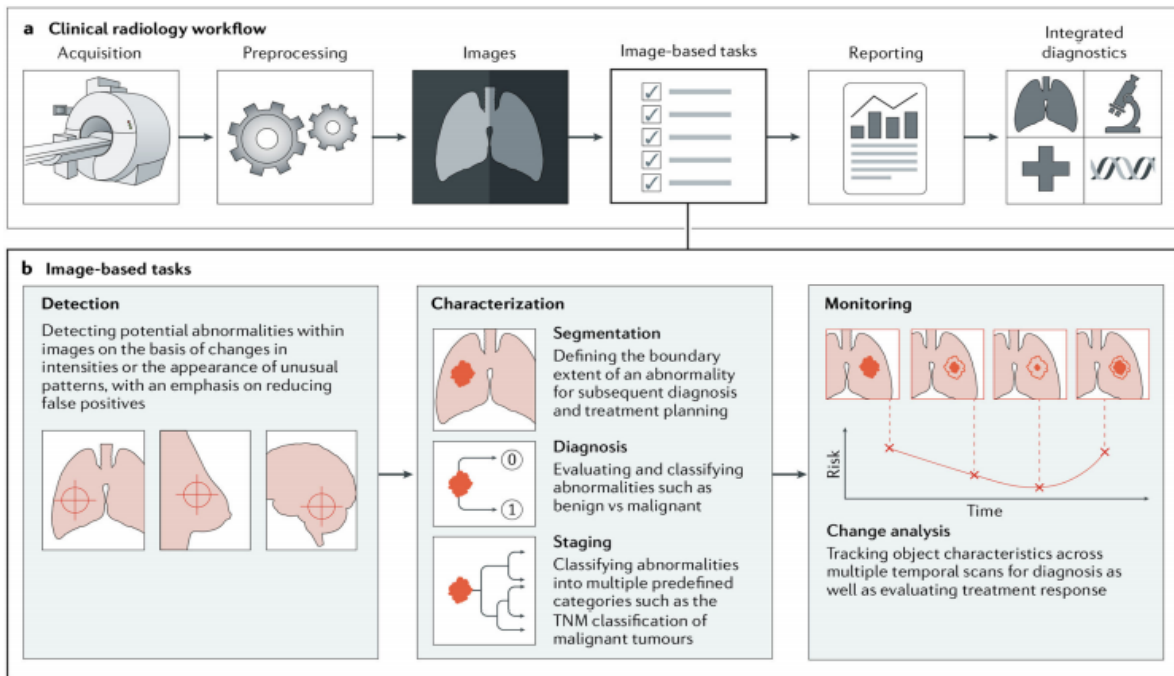 a Clinical radiology workflow
Acquisition
Preprocessing
Images
Image-based tasks
Reporting
Integrated
diagnostics
b Image-based tasks
Detection
Detecting potential abnormalities within
images on the basis of changes in
intensities or the appearance of unusual
patterns, with an emphasis on reducing
false positives
Characterization
Segmentation
Defining the boundary
extent of an abnormality
for subsequent diagnosis
and treatment planning
Diagnosis
0
1
Evaluating and classifying
abnormalities such as
benign vs malignant
Staging
Classifying abnormalities
into multiple predefined
categories such as the
TNM classification of
malignant tumours
Monitoring
Risk
Time
Change analysis
Tracking object characteristics across
multiple temporal scans for diagnosis as
well as evaluating treatment response